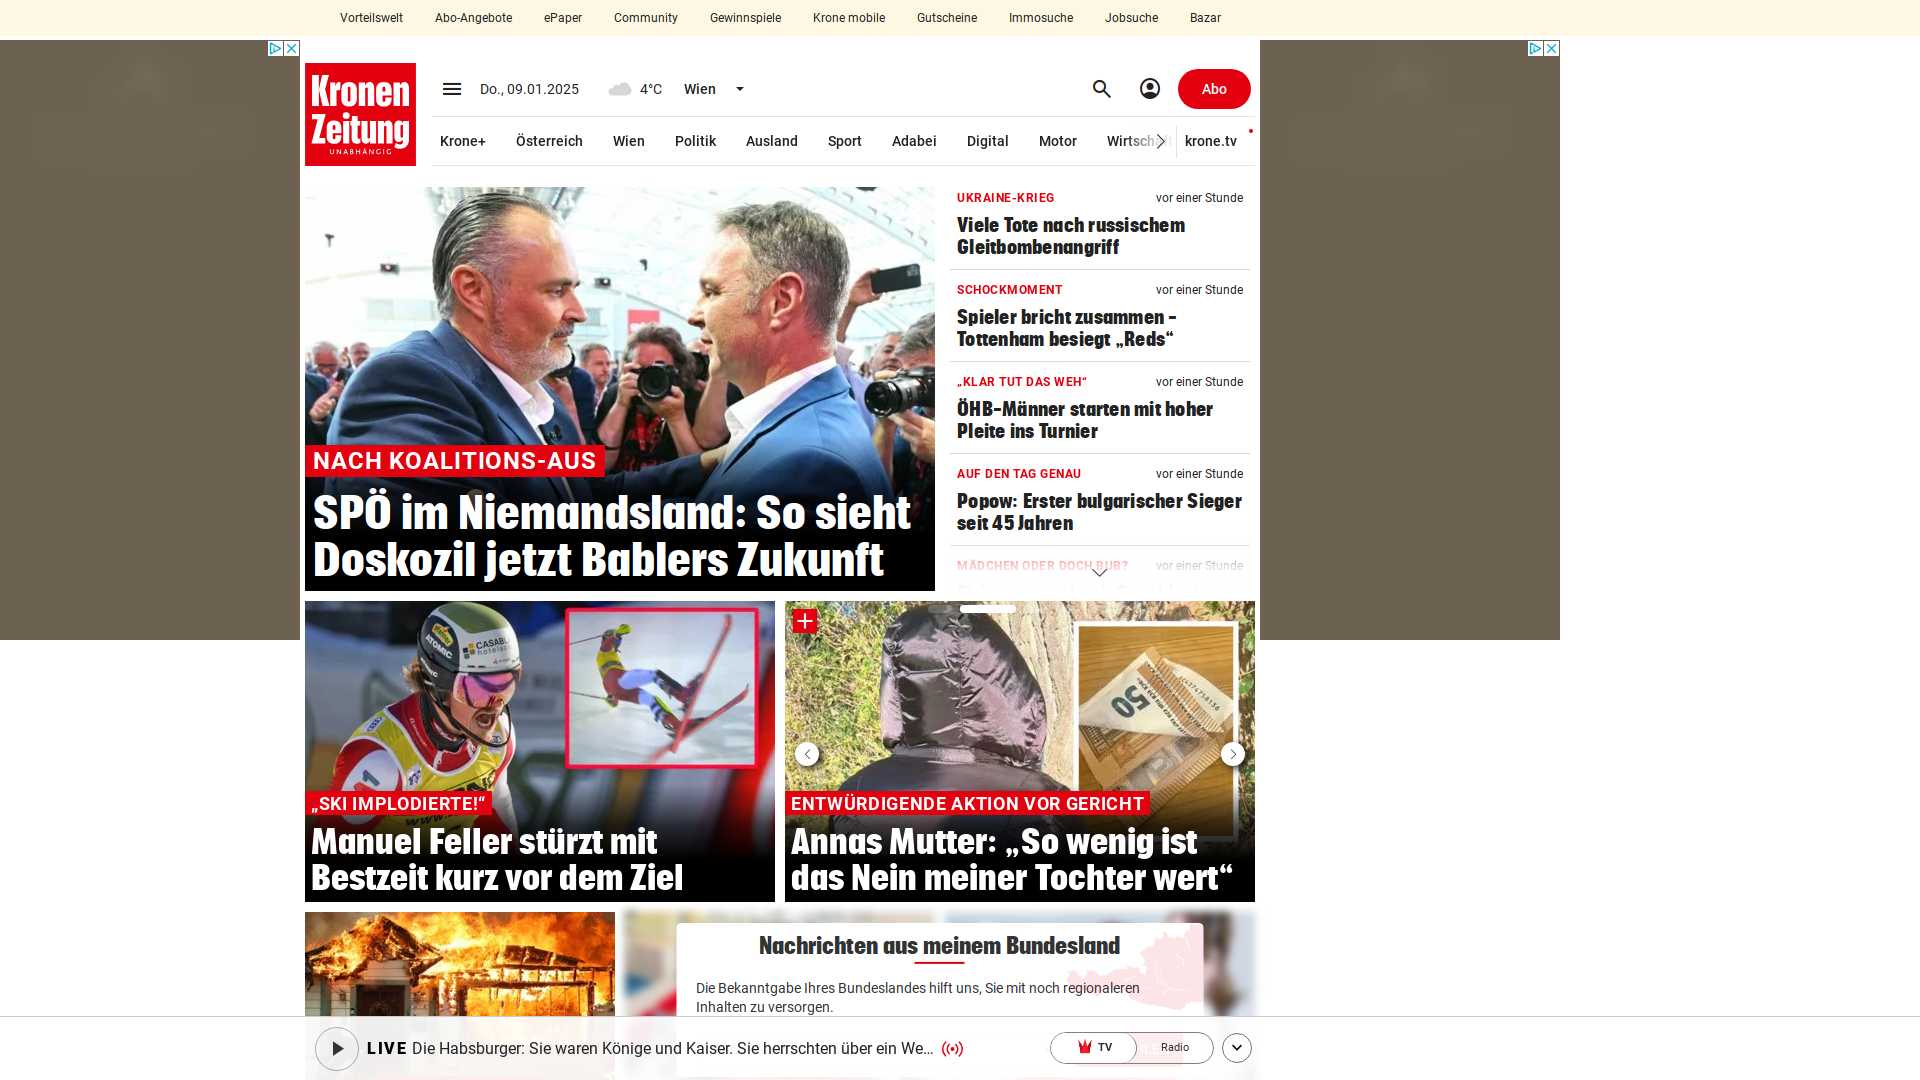 Vorteilswelt Abo-Angebote ePaper Community Gewinnspiele Krone mobile Gutscheine Immosuche Jobsuche Bazar
Kronen
Zeitung
UNABHÄNGIG
Do., 09.01.2025 4°C Wien Abo
Krone+ Österreich Wien Politik Ausland Sport Adabei Digital Motor Wirtschaft krone.tv
NACH KOALITIONS-AUS
SPÖ im Niemandsland: So sieht
Doskozil jetzt Bablers Zukunft
UKRAINE-KRIEG vor einer Stunde
Viele Tote nach russischem
Gleitbombenangriff
SCHOCKMOMENT vor einer Stunde
Spieler bricht zusammen –
Tottenham besiegt „Reds“
„KLAR TUT DAS WEH“ vor einer Stunde
ÖHB-Männer starten mit hoher
Pleite ins Turnier
AUF DEN TAG GENAU vor einer Stunde
Popow: Erster bulgarischer Sieger
seit 45 Jahren
MÄDCHEN ODER DOCH BUB? vor einer Stunde
ATOMIC
CASABLANCA
„SKI IMPLODIERTE!“
Manuel Feller stürzt mit
Bestzeit kurz vor dem Ziel
50
ENTWÜRDIGENDE AKTION VOR GERICHT
Annas Mutter: „So wenig ist
das Nein meiner Tochter wert“
Nachrichten aus meinem Bundesland
Die Bekanntgabe Ihres Bundeslandes hilft uns, Sie mit noch regionaleren
Inhalten zu versorgen.
LIVE Die Habsburger: Sie waren Könige und Kaiser. Sie herrschten über ein We... TV Radio